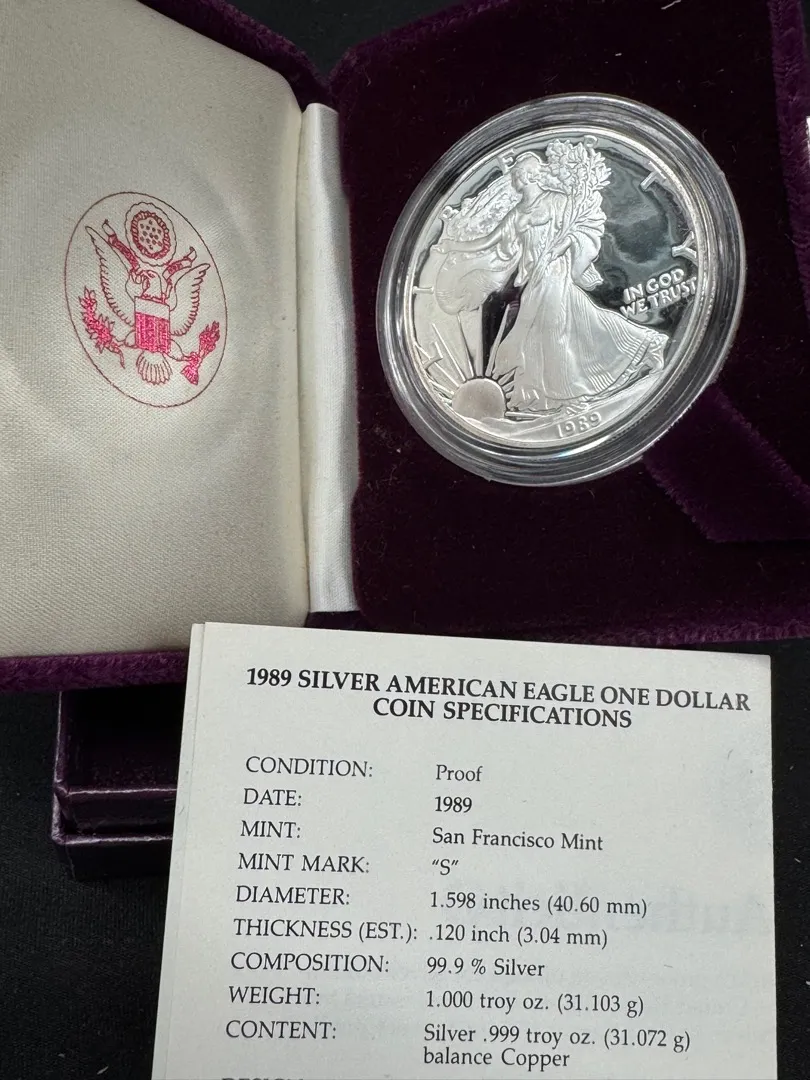 L I B E R T Y
IN GOD
WE TRUST
1989
1989 SILVER AMERICAN EAGLE ONE DOLLAR
COIN SPECIFICATIONS
CONDITION: Proof
DATE: 1989
MINT: San Francisco Mint
MINT MARK: "S"
DIAMETER: 1.598 inches (40.60 mm)
THICKNESS (EST.): .120 inch (3.04 mm)
COMPOSITION: 99.9 % Silver
WEIGHT: 1.000 troy oz. (31.103 g)
CONTENT: Silver .999 troy oz. (31.072 g)
balance Copper